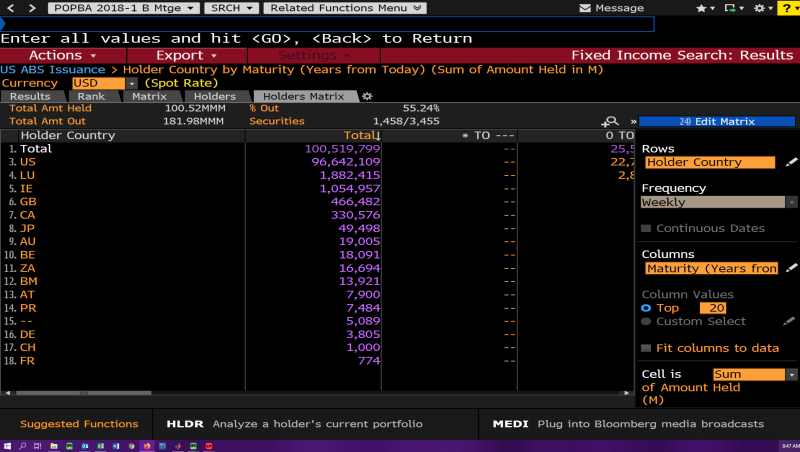 POPBA 2018-1 B Mtge SRCH Related Functions Menu Message ?
Enter all values and hit <GO>, <Back> to Return
Actions Export Settings Fixed Income Search: Results
US ABS Issuance > Holder Country by Maturity (Years from Today) (Sum of Amount Held in M)
Currency USD (Spot Rate)
Results Rank Matrix Holders Holders Matrix
Total Amt Held 100.52MMM % Out 55.24%
Total Amt Out 181.98MMM Securities 1,458/3,455
» 24) Edit Matrix
Holder Country Total↓ * TO --- 0 TO
1. Total 100,519,799 -- 25,5
3. US 96,642,109 -- 22,7
4. LU 1,882,415 -- 2,8
5. IE 1,054,957 --
6. GB 466,482 --
7. CA 330,576 --
8. JP 49,498 --
9. AU 19,005 --
10. BE 18,091 --
11. ZA 16,694 --
12. BM 13,921 --
13. AT 7,900 --
14. PR 7,484 --
15. -- 5,089 --
16. DE 3,805 --
17. CH 1,000 --
18. FR 774 --
Rows
Holder Country
Frequency
Weekly
Continuous Dates
Columns
Maturity (Years fron
Column Values
Top 20
Custom Select
Fit columns to data
Cell is Sum
of Amount Held
(M)
Suggested Functions HLDR Analyze a holder's current portfolio MEDI Plug into Bloomberg media broadcasts
8:47 AM